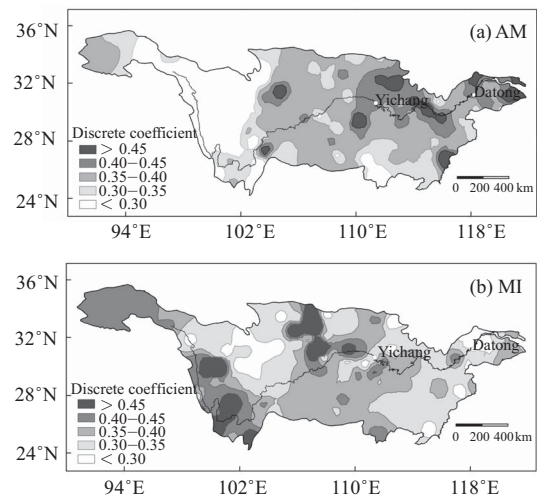 36°N
(a) AM
32°N
Yichang
Datong
28°N
Discrete coefficient
> 0.45
0.40−0.45
0.35−0.40
0.30−0.35
< 0.30
0 200 400 km
24°N
94°E 102°E 110°E 118°E
36°N
(b) MI
32°N
Yichang
Datong
28°N
Discrete coefficient
> 0.45
0.40−0.45
0.35−0.40
0.30−0.35
< 0.30
0 200 400 km
24°N
94°E 102°E 110°E 118°E